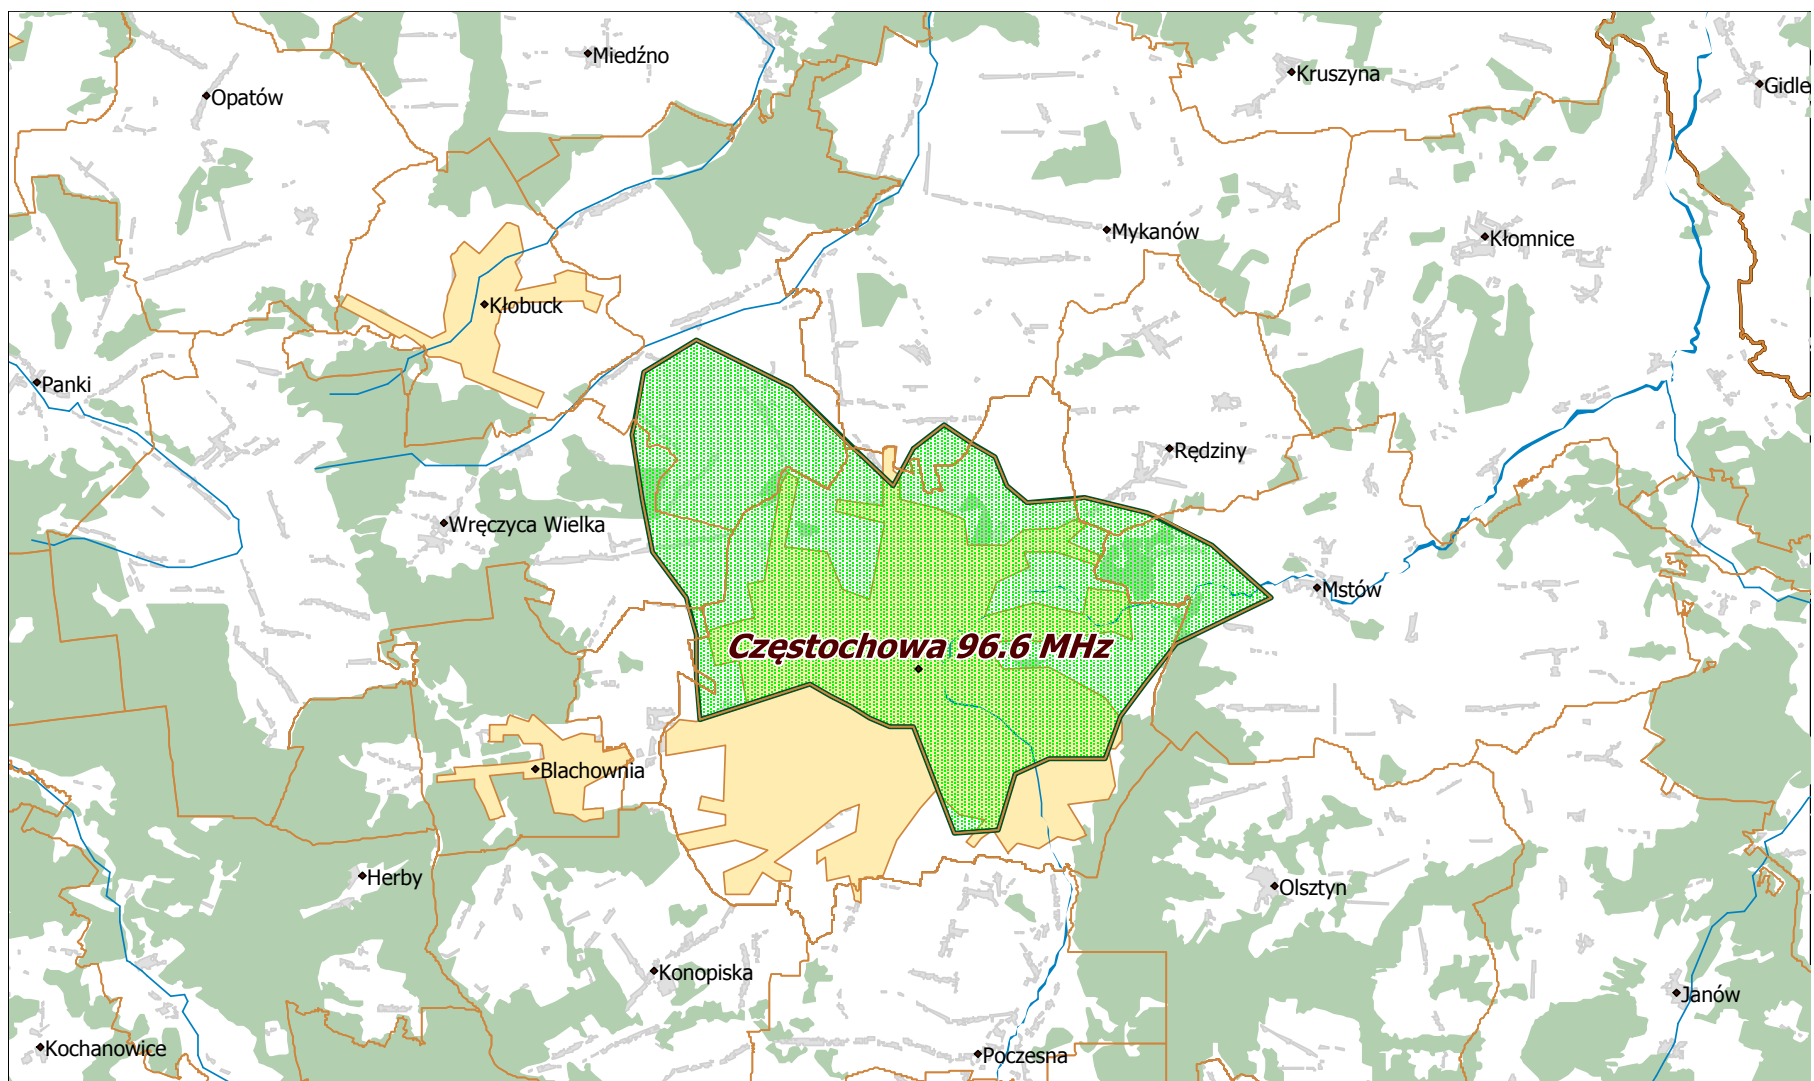 Miedźno
Kruszyna
Gidle
Opatów
Mykanów
Kłomnice
Kłobuck
Panki
Rędziny
Wręczyca Wielka
Mstów
Częstochowa 96.6 MHz
Blachownia
Herby
Olsztyn
Konopiska
Janów
Kochanowice
Poczesna